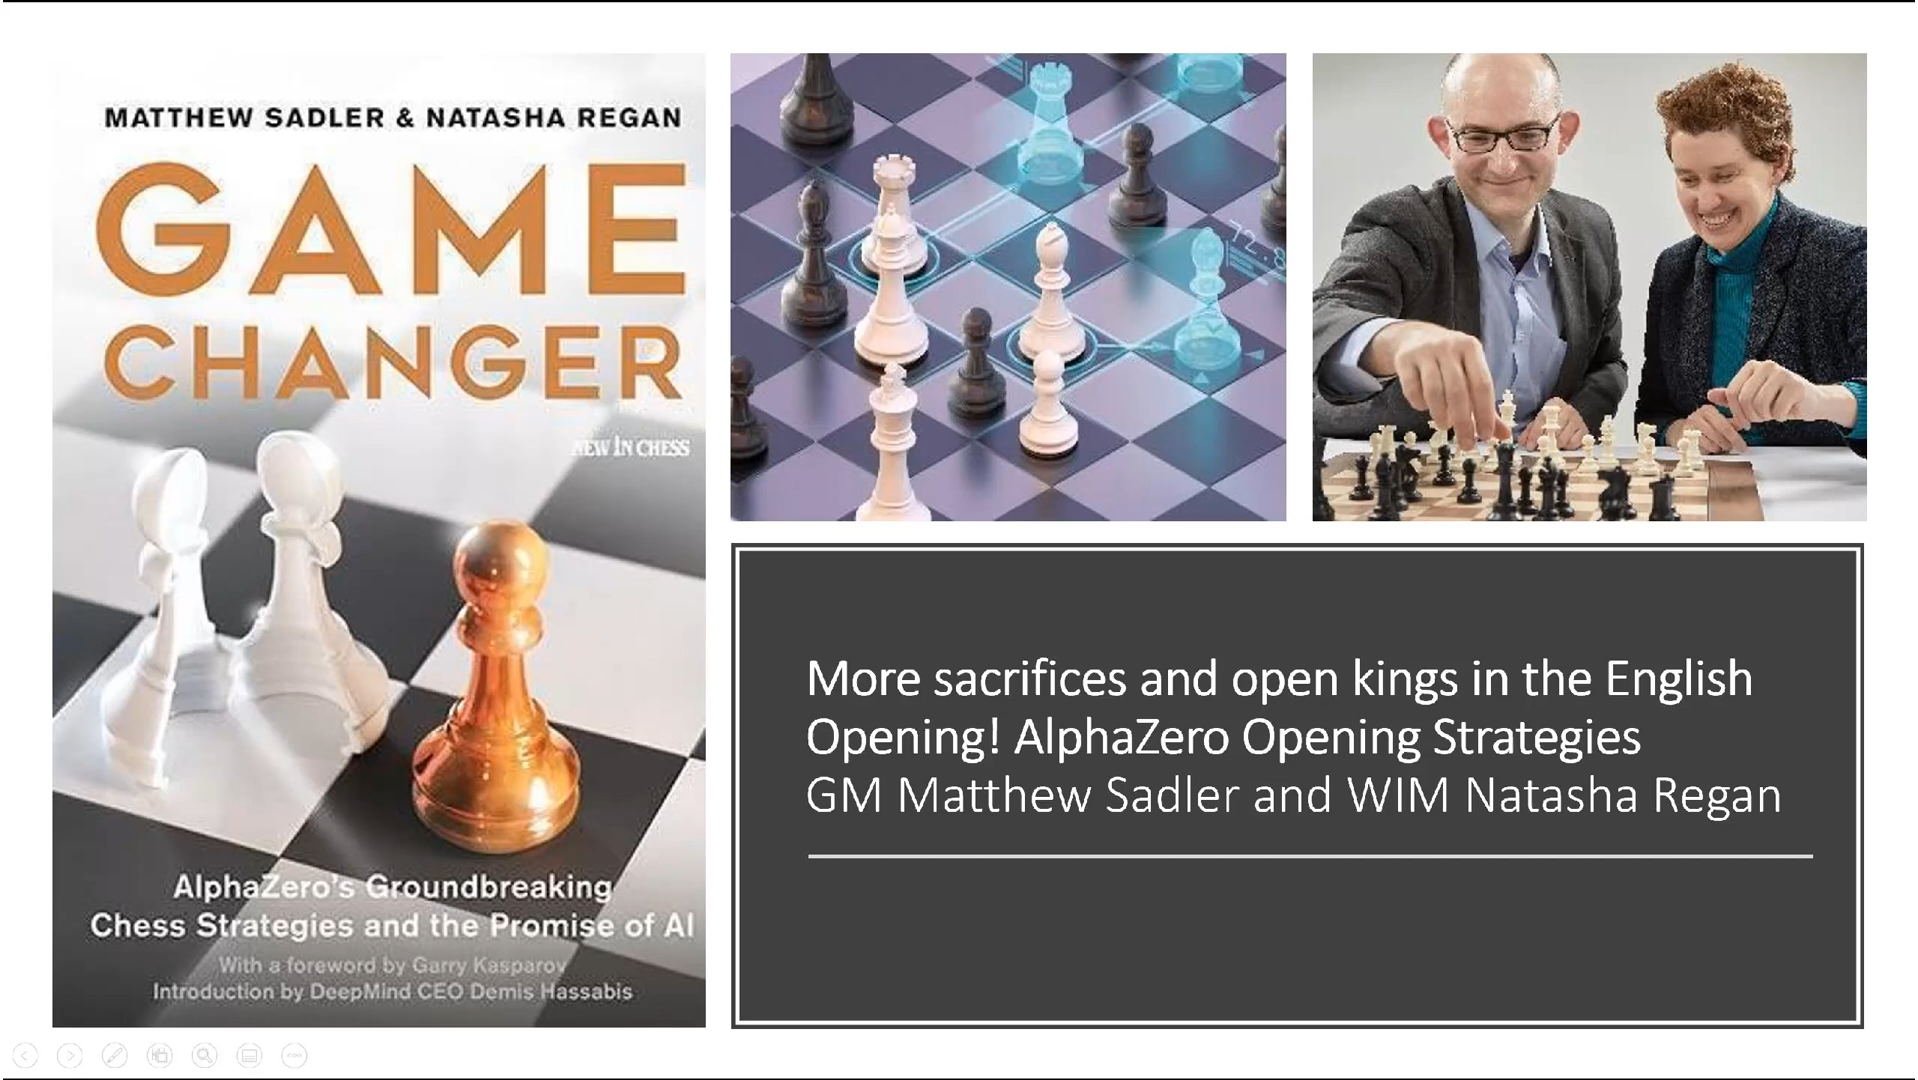 MATTHEW SADLER & NATASHA REGAN
GAME
CHANGER
NEW IN CHESS
AlphaZero's Groundbreaking
Chess Strategies and the Promise of AI
With a foreword by Garry Kasparov
Introduction by DeepMind CEO Demis Hassabis
72.8
More sacrifices and open kings in the English
Opening! AlphaZero Opening Strategies
GM Matthew Sadler and WIM Natasha Regan